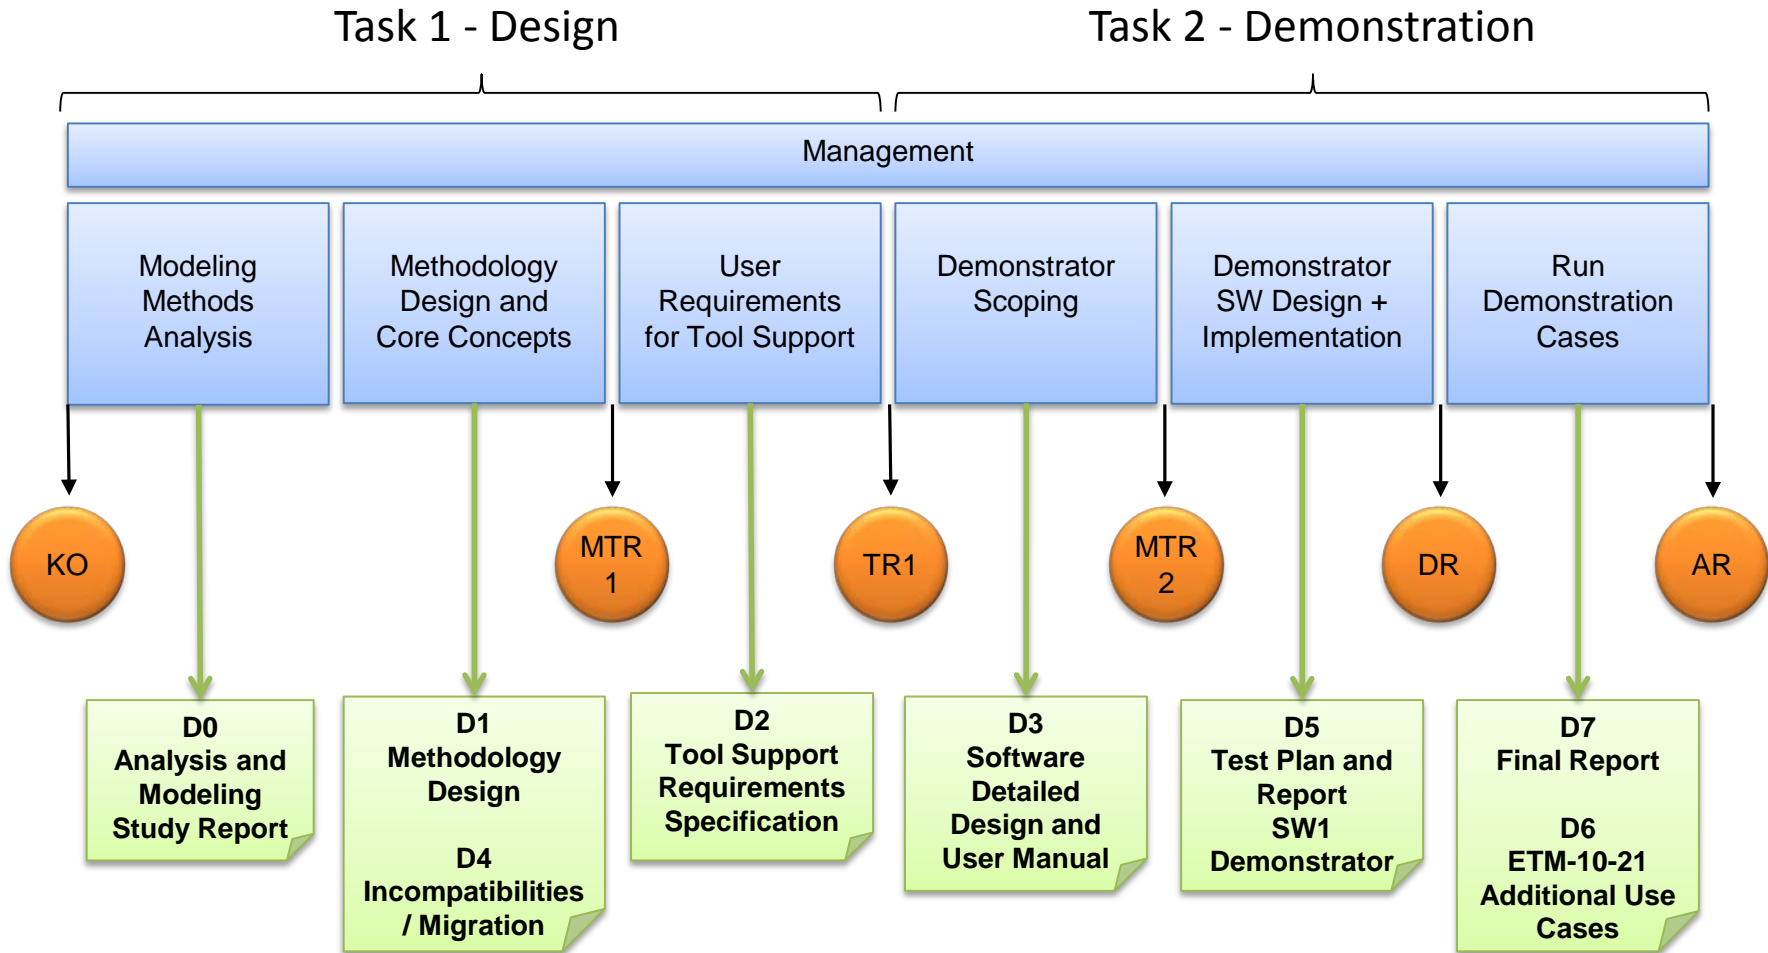 Task 1 - Design
Task 2 - Demonstration
Management
Modeling
Methods
Analysis
Methodology
Design and
Core Concepts
User
Requirements
for Tool Support
Demonstrator
Scoping
Demonstrator
SW Design +
Implementation
Run
Demonstration
Cases
KO
MTR
1
TR1
MTR
2
DR
AR
D0
Analysis and
Modeling
Study Report
D1
Methodology
Design
D4
Incompatibilities
/ Migration
D2
Tool Support
Requirements
Specification
D3
Software
Detailed
Design and
User Manual
D5
Test Plan and
Report
SW1
Demonstrator
D7
Final Report
D6
ETM-10-21
Additional Use
Cases